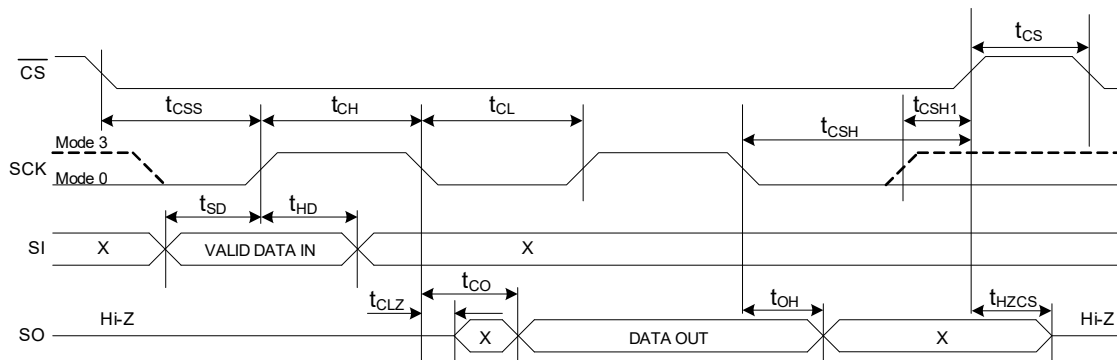 tCS
CS
tCSS
tCH
tCL
tCSH1
tCSH
Mode 3
SCK
Mode 0
tSD
tHD
SI
X
VALID DATA IN
X
tCO
tCLZ
tOH
tHZCS
SO
Hi-Z
X
DATA OUT
X
Hi-Z